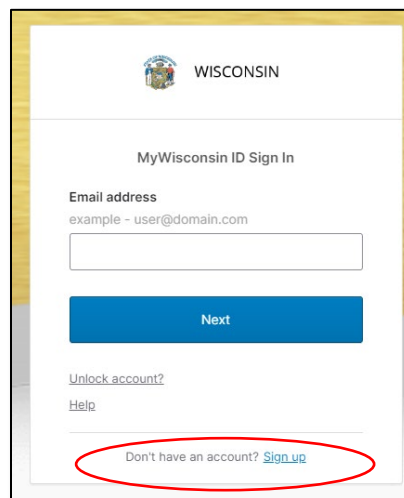 WISCONSIN
MyWisconsin ID Sign In
Email address
example - user@domain.com
Next
Unlock account?
Help
Don't have an account? Sign up